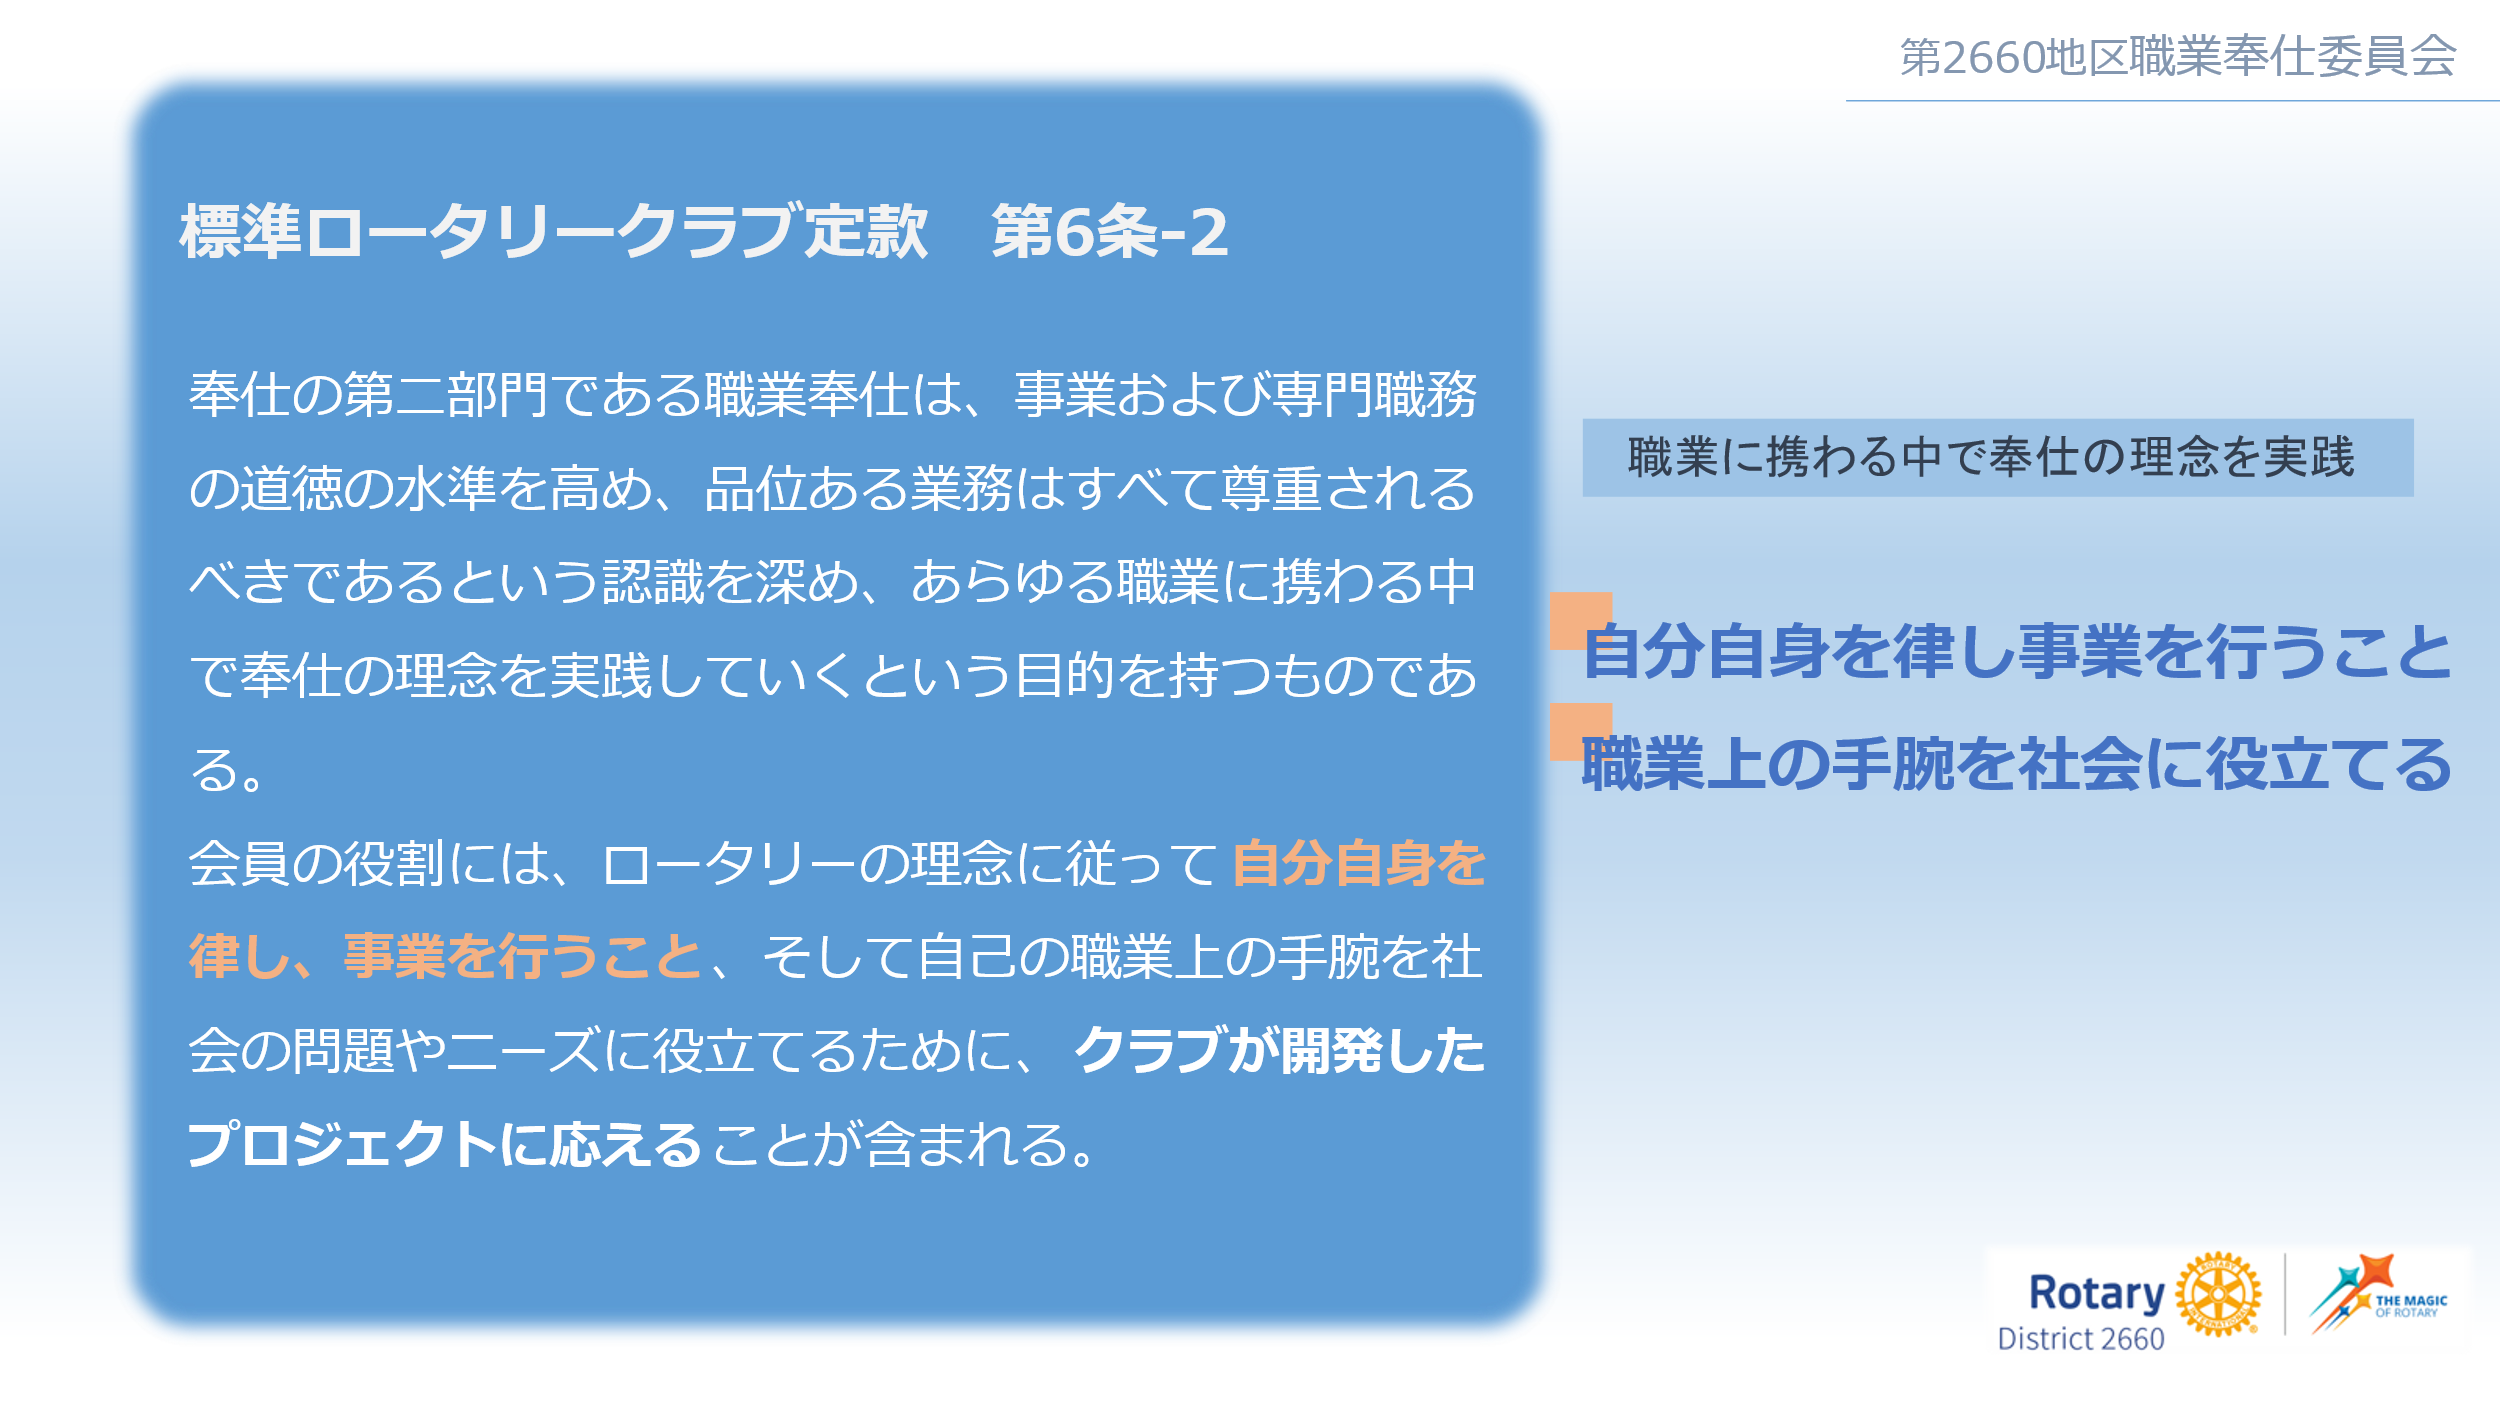 第2660地区職業奉仕委員会
標準ロータリークラブ定款　第6条-2
奉仕の第二部門である職業奉仕は、事業および専門職務
の道徳の水準を高め、品位ある業務はすべて尊重される
べきであるという認識を深め、あらゆる職業に携わる中
で奉仕の理念を実践していくという目的を持つものであ
る。
会員の役割には、ロータリーの理念に従って自分自身を
律し、事業を行うこと、そして自己の職業上の手腕を社
会の問題やニーズに役立てるために、クラブが開発した
プロジェクトに応えることが含まれる。
職業に携わる中で奉仕の理念を実践
自分自身を律し事業を行うこと
職業上の手腕を社会に役立てる
Rotary
District 2660
ROTARY
INTERNATIONAL
THE MAGIC
OF ROTARY